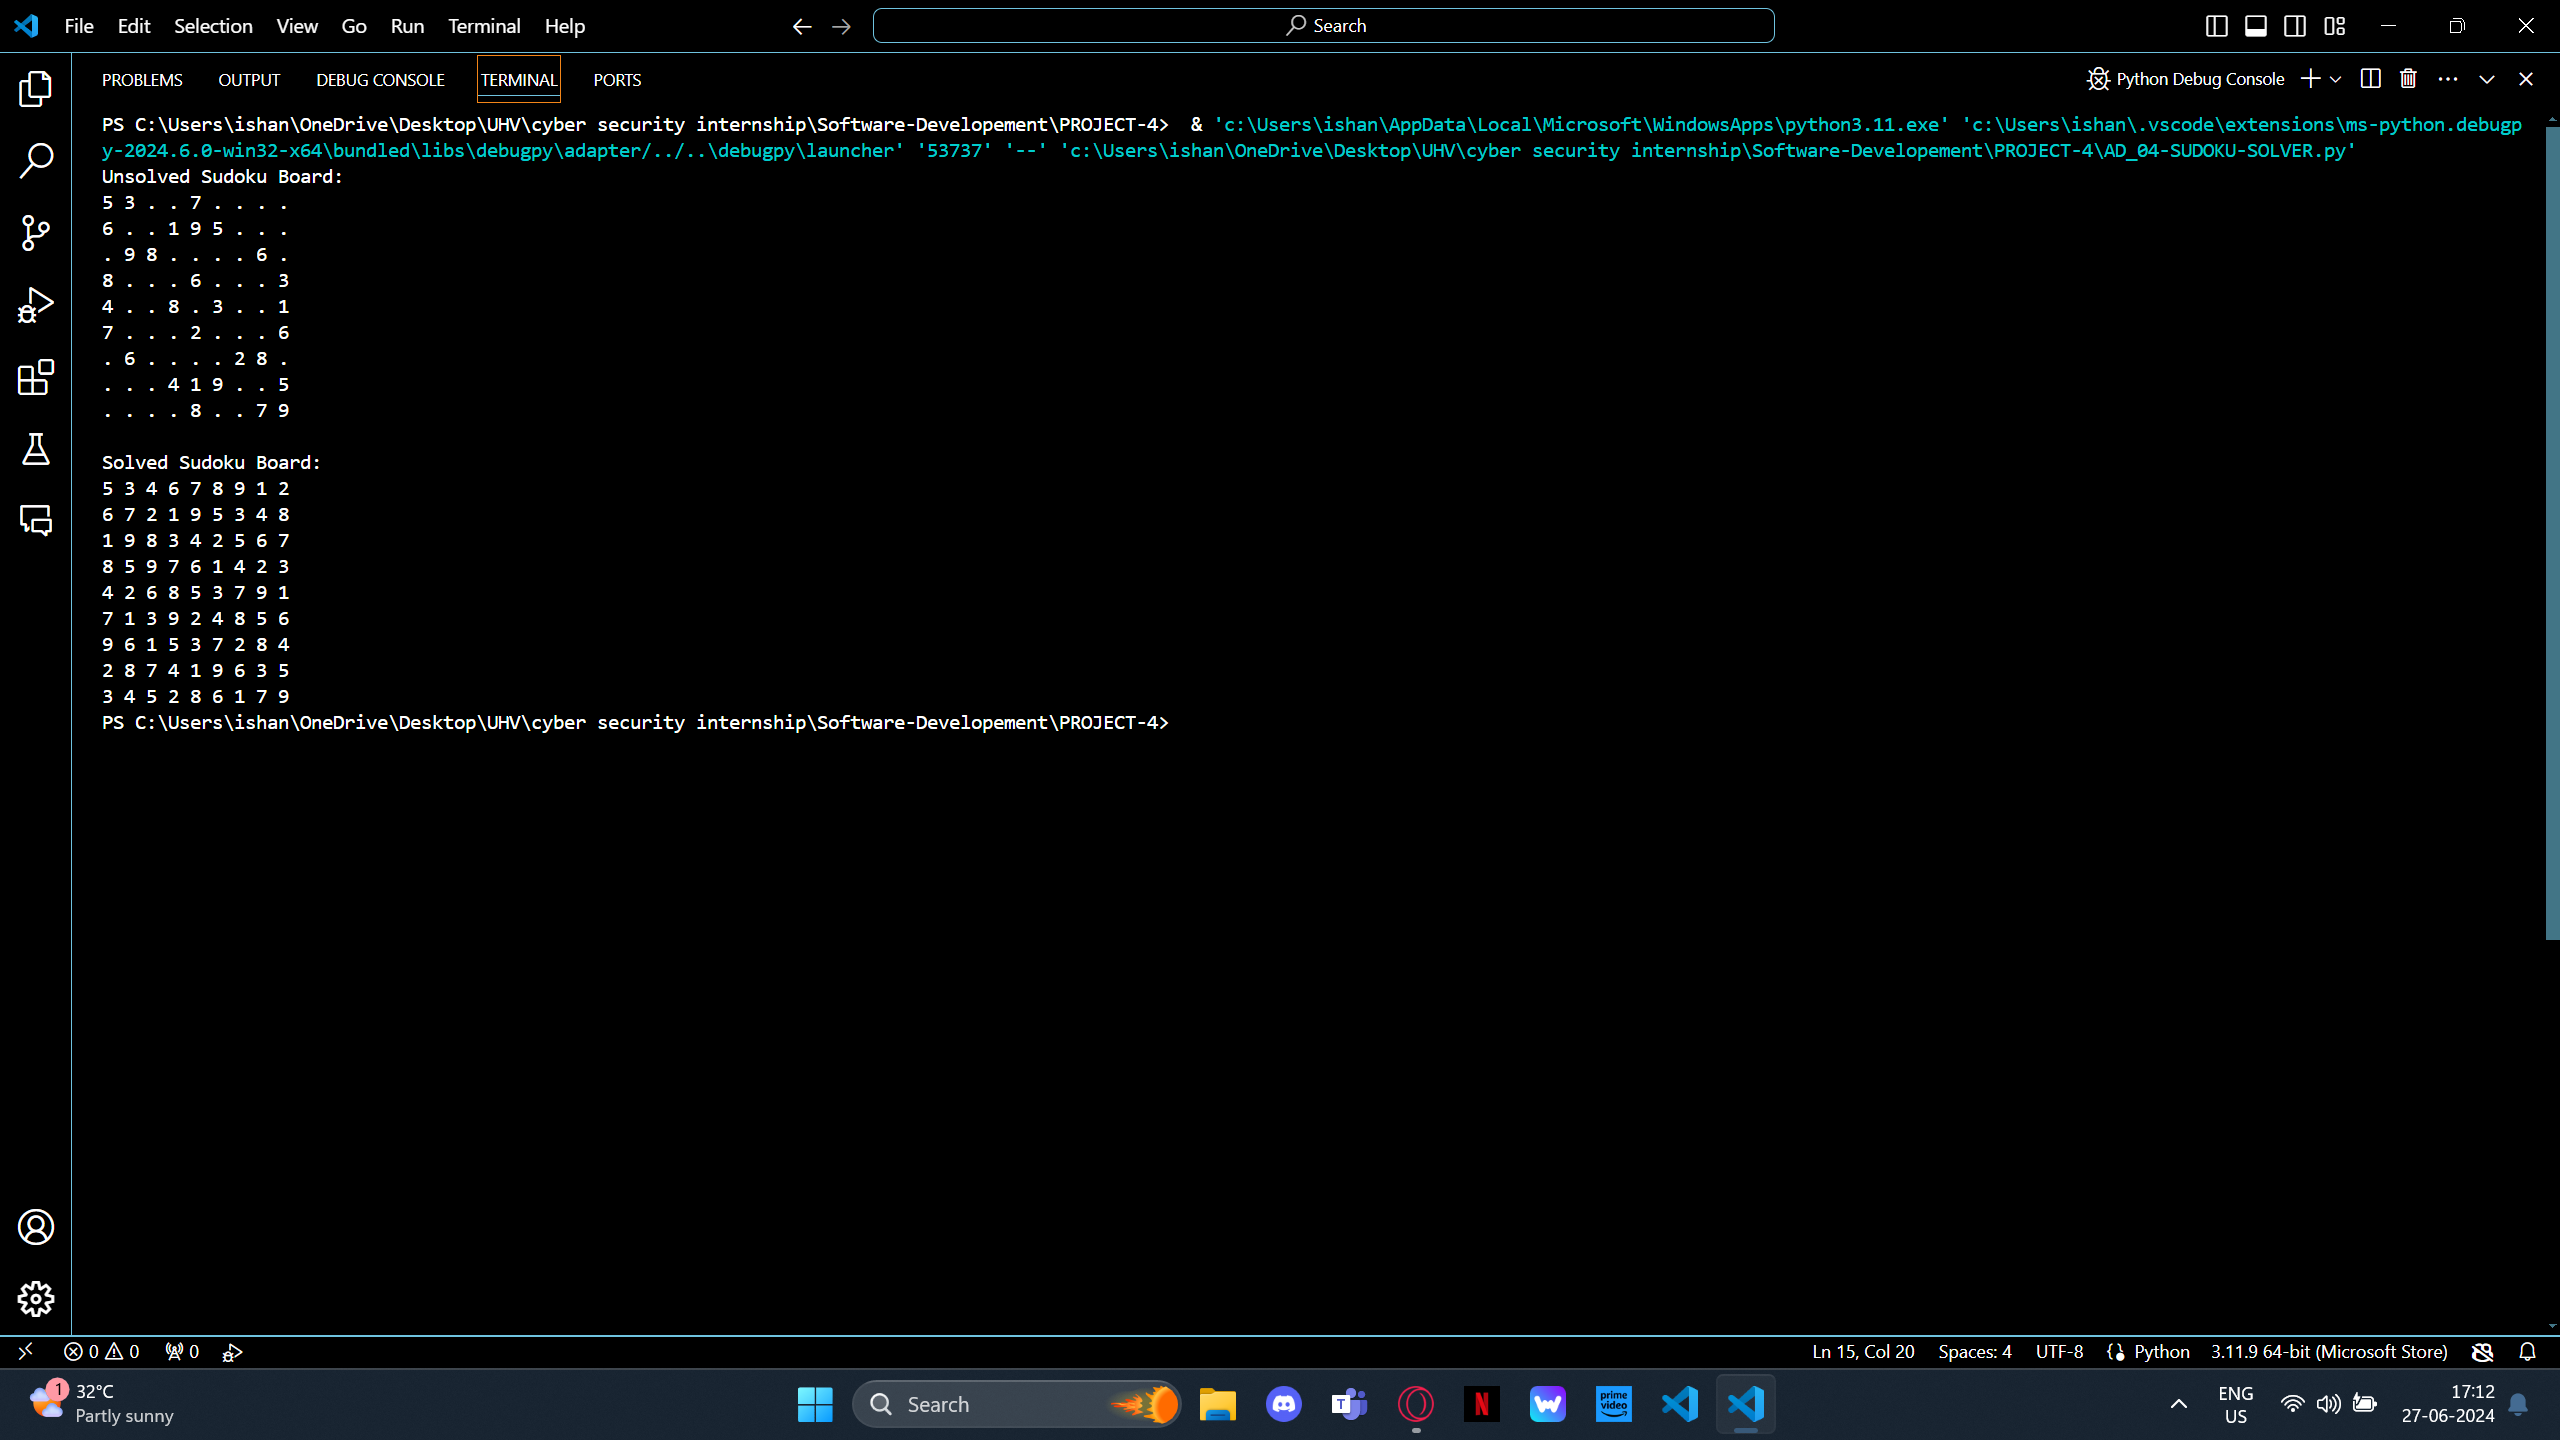 File Edit Selection View Go Run Terminal Help Search
PROBLEMS OUTPUT DEBUG CONSOLE TERMINAL PORTS Python Debug Console
PS C:\Users\ishan\OneDrive\Desktop\UHV\cyber security internship\Software-Developement\PROJECT-4>  & 'c:\Users\ishan\AppData\Local\Microsoft\WindowsApps\python3.11.exe' 'c:\Users\ishan\.vscode\extensions\ms-python.debugp
y-2024.6.0-win32-x64\bundled\libs\debugpy\adapter/../..\debugpy\launcher' '53737' '--' 'c:\Users\ishan\OneDrive\Desktop\UHV\cyber security internship\Software-Developement\PROJECT-4\AD_04-SUDOKU-SOLVER.py'
Unsolved Sudoku Board:
5 3 . . 7 . . . .
6 . . 1 9 5 . . .
. 9 8 . . . . 6 .
8 . . . 6 . . . 3
4 . . 8 . 3 . . 1
7 . . . 2 . . . 6
. 6 . . . . 2 8 .
. . . 4 1 9 . . 5
. . . . 8 . . 7 9
Solved Sudoku Board:
5 3 4 6 7 8 9 1 2
6 7 2 1 9 5 3 4 8
1 9 8 3 4 2 5 6 7
8 5 9 7 6 1 4 2 3
4 2 6 8 5 3 7 9 1
7 1 3 9 2 4 8 5 6
9 6 1 5 3 7 2 8 4
2 8 7 4 1 9 6 3 5
3 4 5 2 8 6 1 7 9
PS C:\Users\ishan\OneDrive\Desktop\UHV\cyber security internship\Software-Developement\PROJECT-4>
0 0 0 Ln 15, Col 20 Spaces: 4 UTF-8 Python 3.11.9 64-bit (Microsoft Store)
1 32°C Search T N prime video ENG 17:12
Partly sunny US 27-06-2024